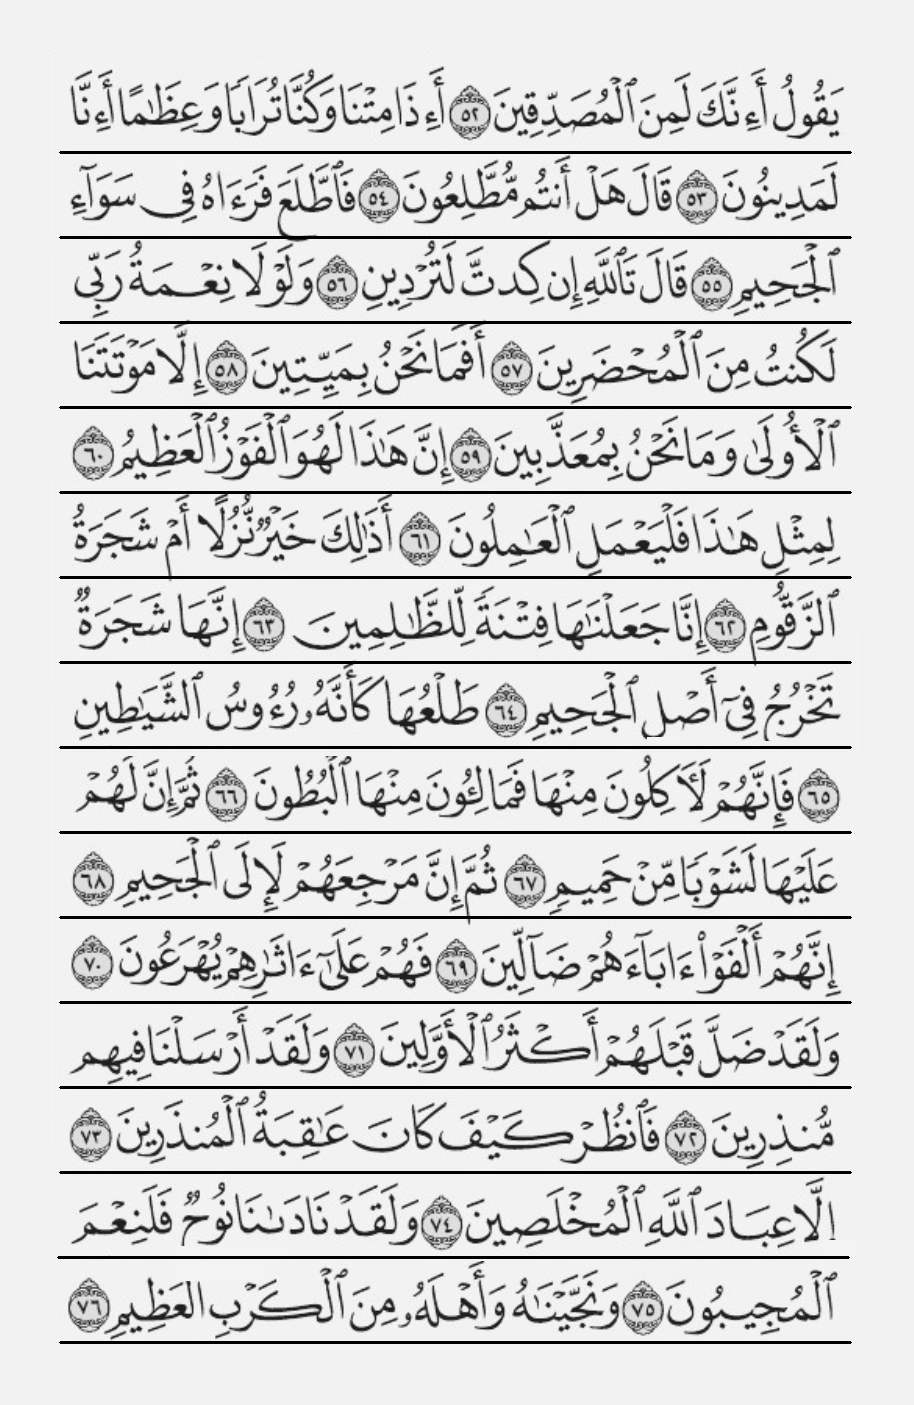 يَقُولُ أَءِنَّكَ لَمِنَ ٱلْمُصَدِّقِينَ ٥٢ أَءِذَا مِتْنَا وَكُنَّا تُرَابًا وَعِظَٰمًا أَءِنَّا
لَمَدِينُونَ ٥٣ قَالَ هَلْ أَنتُم مُّطَّلِعُونَ ٥٤ فَٱطَّلَعَ فَرَءَاهُ فِى سَوَآءِ
ٱلْجَحِيمِ ٥٥ قَالَ تَٱللَّهِ إِن كِدتَّ لَتُرْدِينِ ٥٦ وَلَوْلَا نِعْمَةُ رَبِّى
لَكُنتُ مِنَ ٱلْمُحْضَرِينَ ٥٧ أَفَمَا نَحْنُ بِمَيِّتِينَ ٥٨ إِلَّا مَوْتَتَنَا
ٱلْأُولَىٰ وَمَا نَحْنُ بِمُعَذَّبِينَ ٥٩ إِنَّ هَٰذَا لَهُوَ ٱلْفَوْزُ ٱلْعَظِيمُ ٦٠
لِمِثْلِ هَٰذَا فَلْيَعْمَلِ ٱلْعَٰمِلُونَ ٦١ أَذَٰلِكَ خَيْرٌ نُّزُلًا أَمْ شَجَرَةُ
ٱلزَّقُّومِ ٦٢ إِنَّا جَعَلْنَٰهَا فِتْنَةً لِّلظَّٰلِمِينَ ٦٣ إِنَّهَا شَجَرَةٌ
تَخْرُجُ فِىٓ أَصْلِ ٱلْجَحِيمِ ٦٤ طَلْعُهَا كَأَنَّهُۥ رُءُوسُ ٱلشَّيَٰطِينِ
٦٥ فَإِنَّهُمْ لَءَاكِلُونَ مِنْهَا فَمَالِـُٔونَ مِنْهَا ٱلْبُطُونَ ٦٦ ثُمَّ إِنَّ لَهُمْ
عَلَيْهَا لَشَوْبًا مِّنْ حَمِيمٍ ٦٧ ثُمَّ إِنَّ مَرْجِعَهُمْ لَإِلَى ٱلْجَحِيمِ ٦٨
إِنَّهُمْ أَلْفَوْا۟ ءَابَآءَهُمْ ضَآلِّينَ ٦٩ فَهُمْ عَلَىٰٓ ءَاثَٰرِهِمْ يُهْرَعُونَ ٧٠
وَلَقَدْ ضَلَّ قَبْلَهُمْ أَكْثَرُ ٱلْأَوَّلِينَ ٧١ وَلَقَدْ أَرْسَلْنَا فِيهِم
مُّنذِرِينَ ٧٢ فَٱنظُرْ كَيْفَ كَانَ عَٰقِبَةُ ٱلْمُنذَرِينَ ٧٣
إِلَّا عِبَادَ ٱللَّهِ ٱلْمُخْلَصِينَ ٧٤ وَلَقَدْ نَادَىٰنَا نُوحٌ فَلَنِعْمَ
ٱلْمُجِيبُونَ ٧٥ وَنَجَّيْنَٰهُ وَأَهْلَهُۥ مِنَ ٱلْكَرْبِ ٱلْعَظِيمِ ٧٦